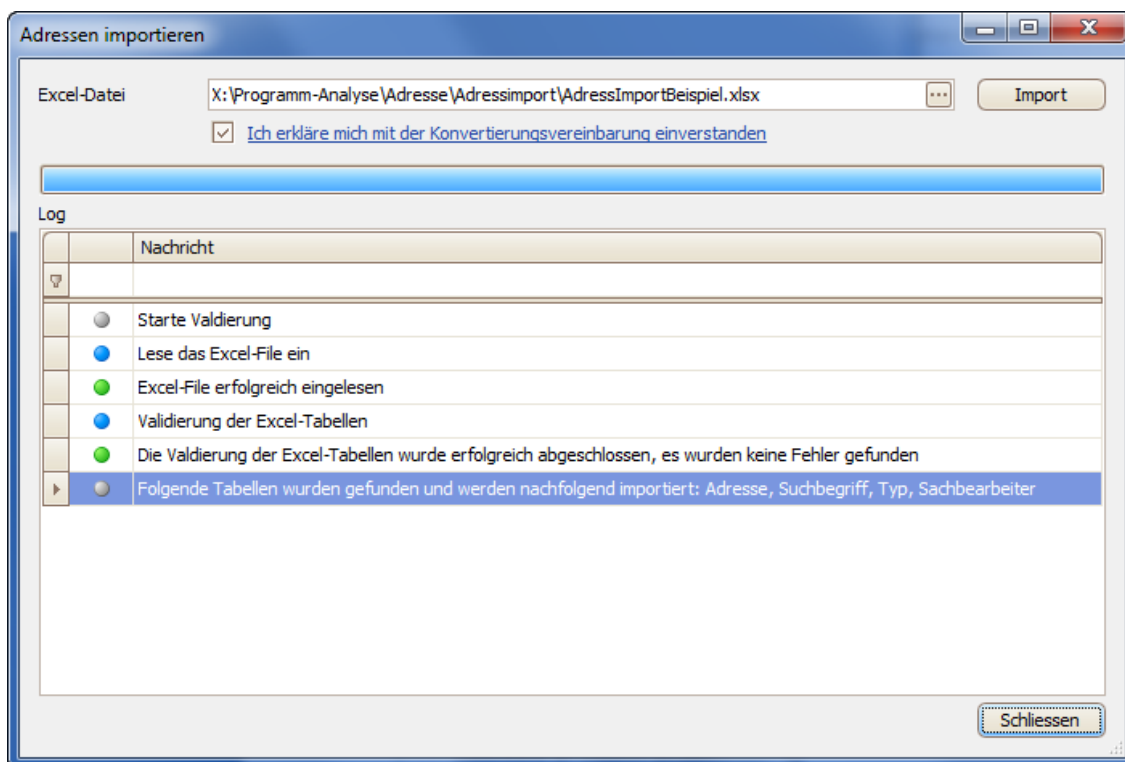 Adressen importieren
Excel-Datei
X:\Programm-Analyse\Adresse\Adressimport\AdressImportBeispiel.xlsx
...
Import
Ich erkläre mich mit der Konvertierungsvereinbarung einverstanden
Log
Nachricht
Starte Valdierung
Lese das Excel-File ein
Excel-File erfolgreich eingelesen
Validierung der Excel-Tabellen
Die Valdierung der Excel-Tabellen wurde erfolgreich abgeschlossen, es wurden keine Fehler gefunden
Folgende Tabellen wurden gefunden und werden nachfolgend importiert: Adresse, Suchbegriff, Typ, Sachbearbeiter
Schliessen